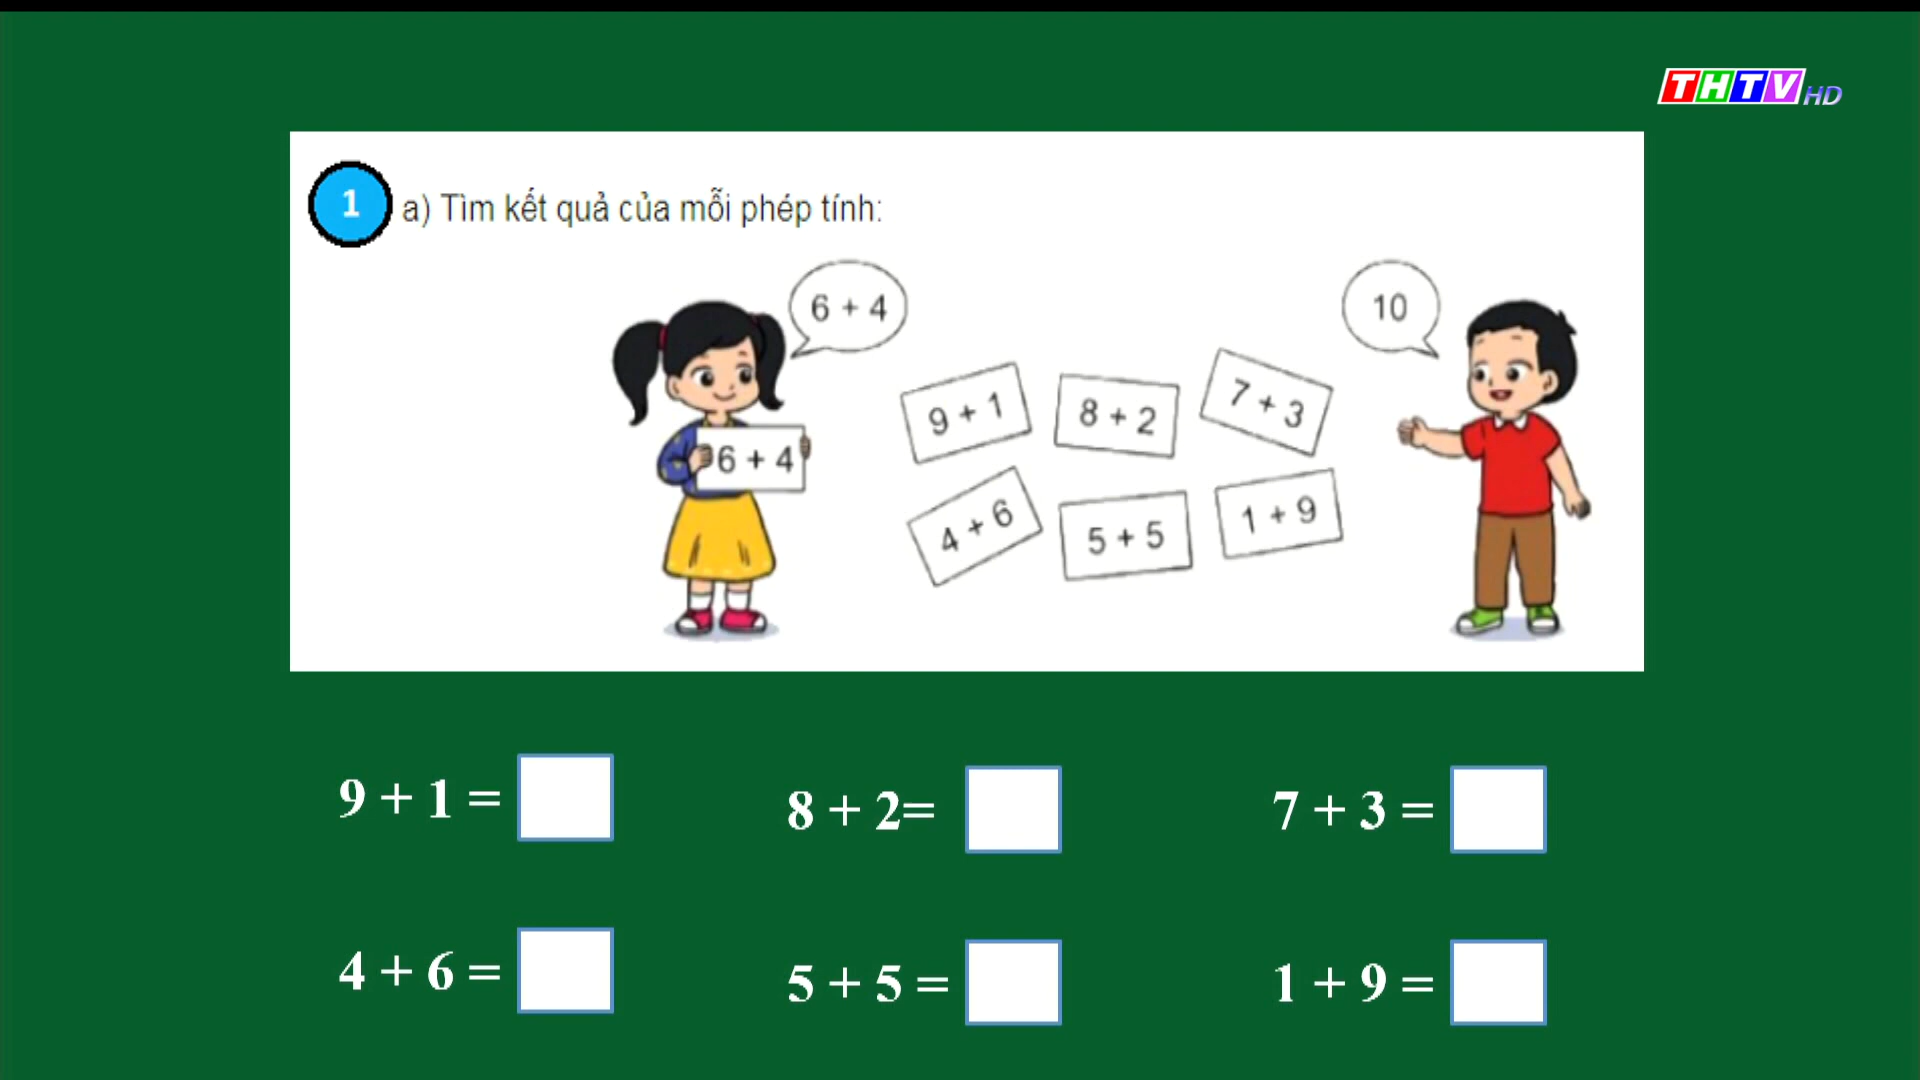 THTV HD
1 a) Tìm kết quả của mỗi phép tính:
6 + 4
10
9 + 1
8 + 2
7 + 3
6 + 4
4 + 6
5 + 5
1 + 9
9 + 1 =
8 + 2=
7 + 3 =
4 + 6 =
5 + 5 =
1 + 9 =